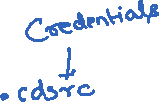 Credentials
↓
.cdsrc